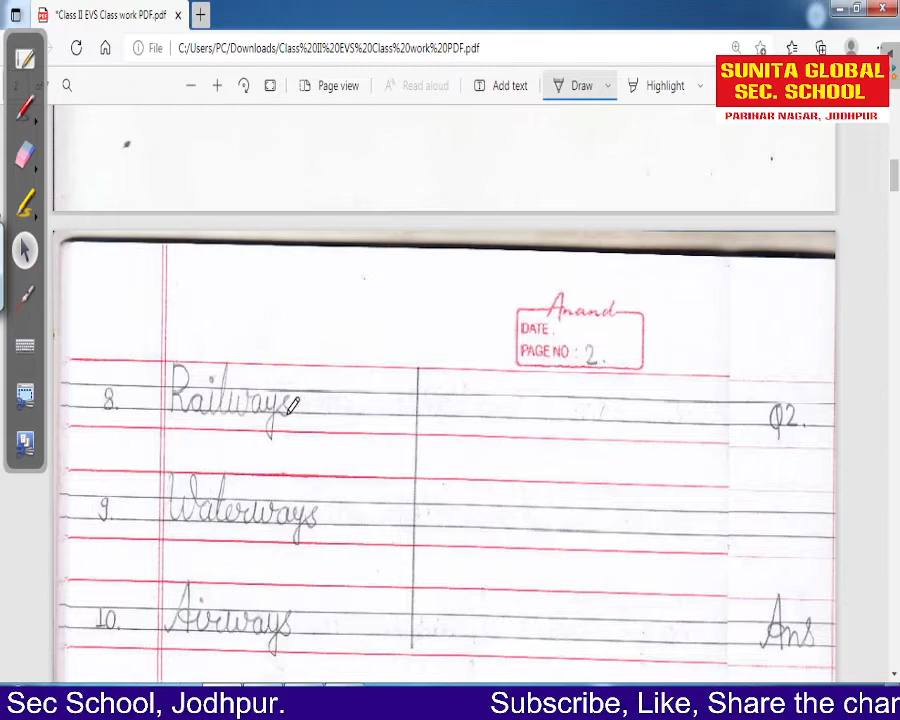 *Class II EVS Class work PDF.pdf
File C:/Users/PC/Downloads/Class%20II%20EVS%20Class%20work%20PDF.pdf
Page view Read aloud Add text Draw Highlight
SUNITA GLOBAL
SEC. SCHOOL
PARIHAR NAGAR, JODHPUR
Anand
DATE.
PAGE NO : 2.
8. Railways Q2.
9. Waterways
10. Airways Ans
Sec School, Jodhpur. Subscribe, Like, Share the char